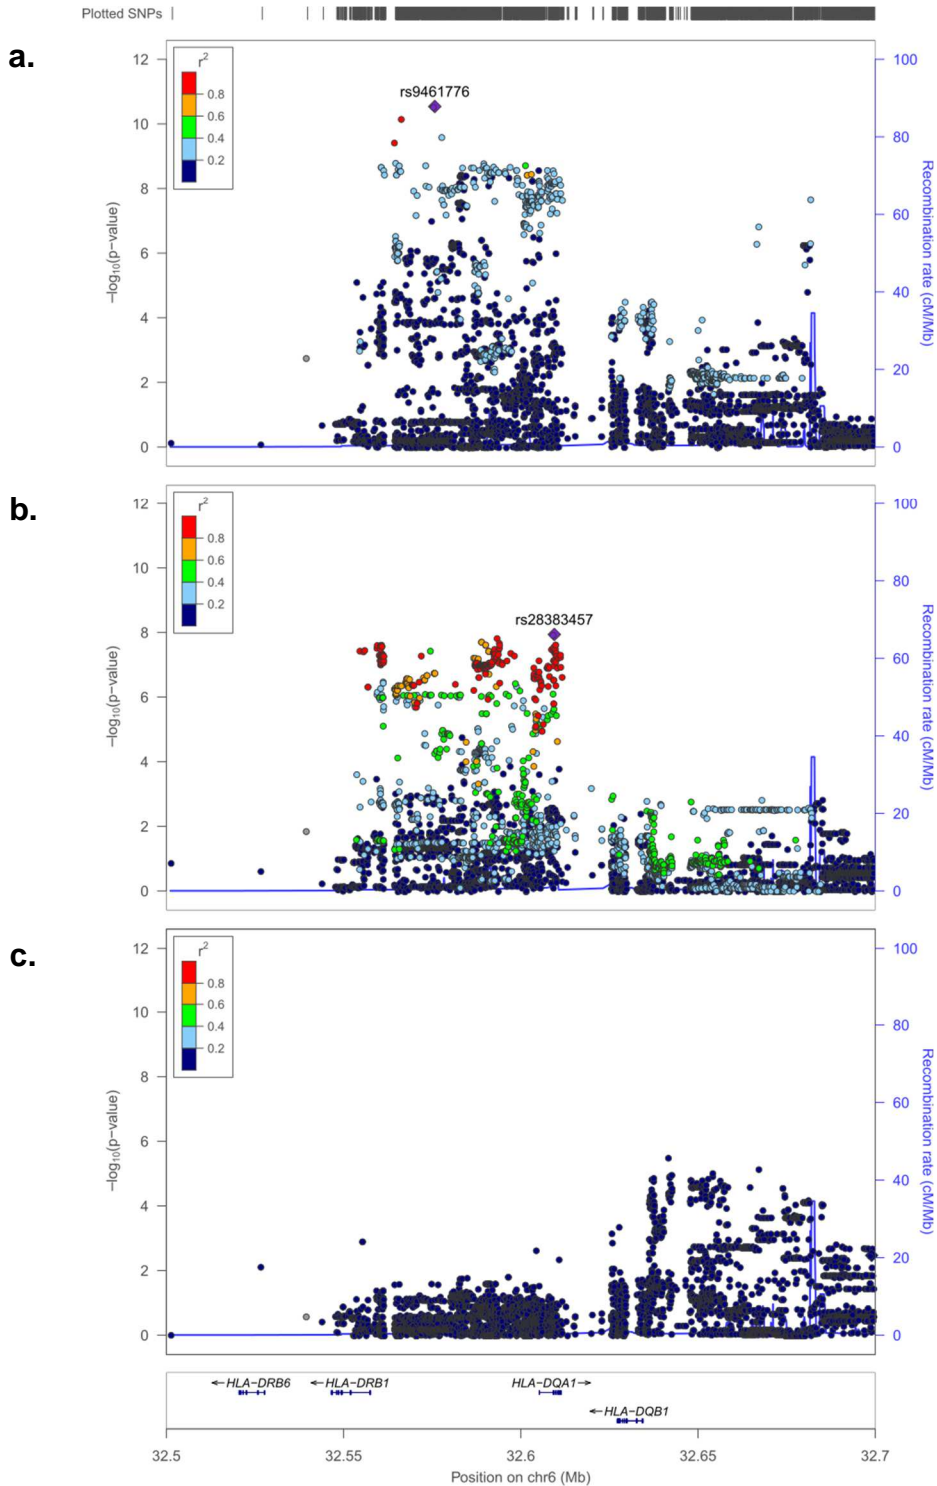 Plotted SNPs
a.
r2
0.8
0.6
0.4
0.2
rs9461776
12
10
8
6
4
2
0
−log10(p−value)
100
80
60
40
20
0
Recombination rate (cM/Mb)
b.
r2
0.8
0.6
0.4
0.2
rs28383457
12
10
8
6
4
2
0
−log10(p−value)
100
80
60
40
20
0
Recombination rate (cM/Mb)
c.
r2
0.8
0.6
0.4
0.2
12
10
8
6
4
2
0
−log10(p−value)
100
80
60
40
20
0
Recombination rate (cM/Mb)
←HLA−DRB6
←HLA−DRB1
HLA−DQA1→
←HLA−DQB1
32.5 32.55 32.6 32.65 32.7
Position on chr6 (Mb)